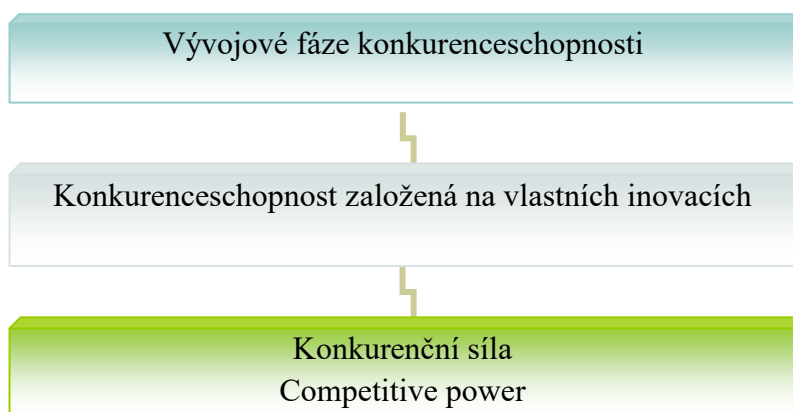 Vývojové fáze konkurenceschopnosti
Konkurenceschopnost založená na vlastních inovacích
Konkurenční síla
Competitive power